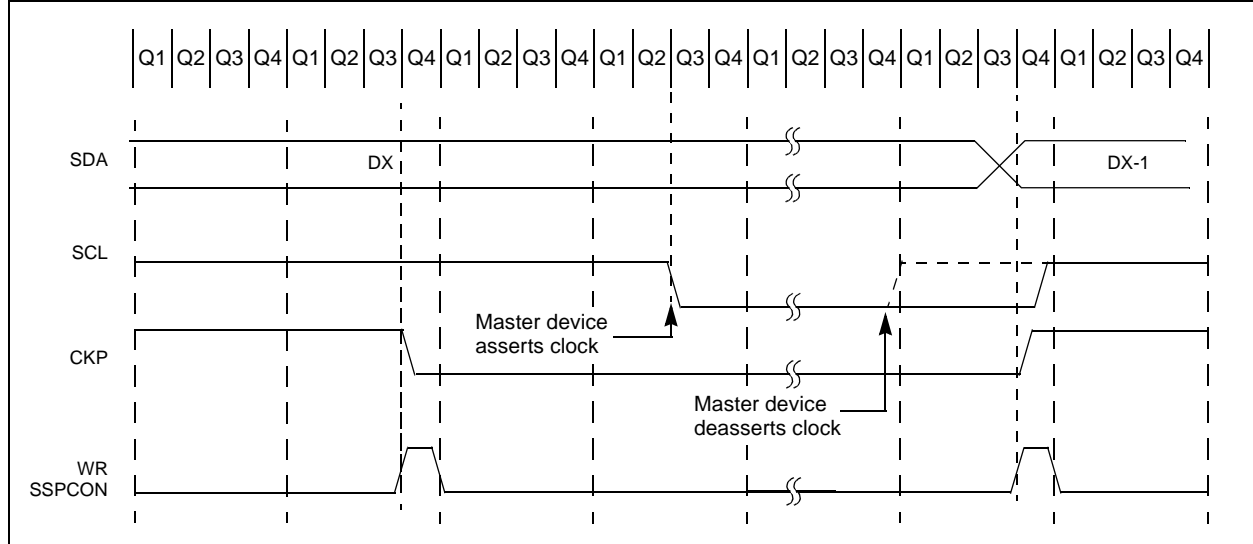 Q1 Q2 Q3 Q4 Q1 Q2 Q3 Q4 Q1 Q2 Q3 Q4 Q1 Q2 Q3 Q4 Q1 Q2 Q3 Q4 Q1 Q2 Q3 Q4 Q1 Q2 Q3 Q4
SDA
DX
DX-1
SCL
Master device
asserts clock
CKP
Master device
deasserts clock
WR
SSPCON